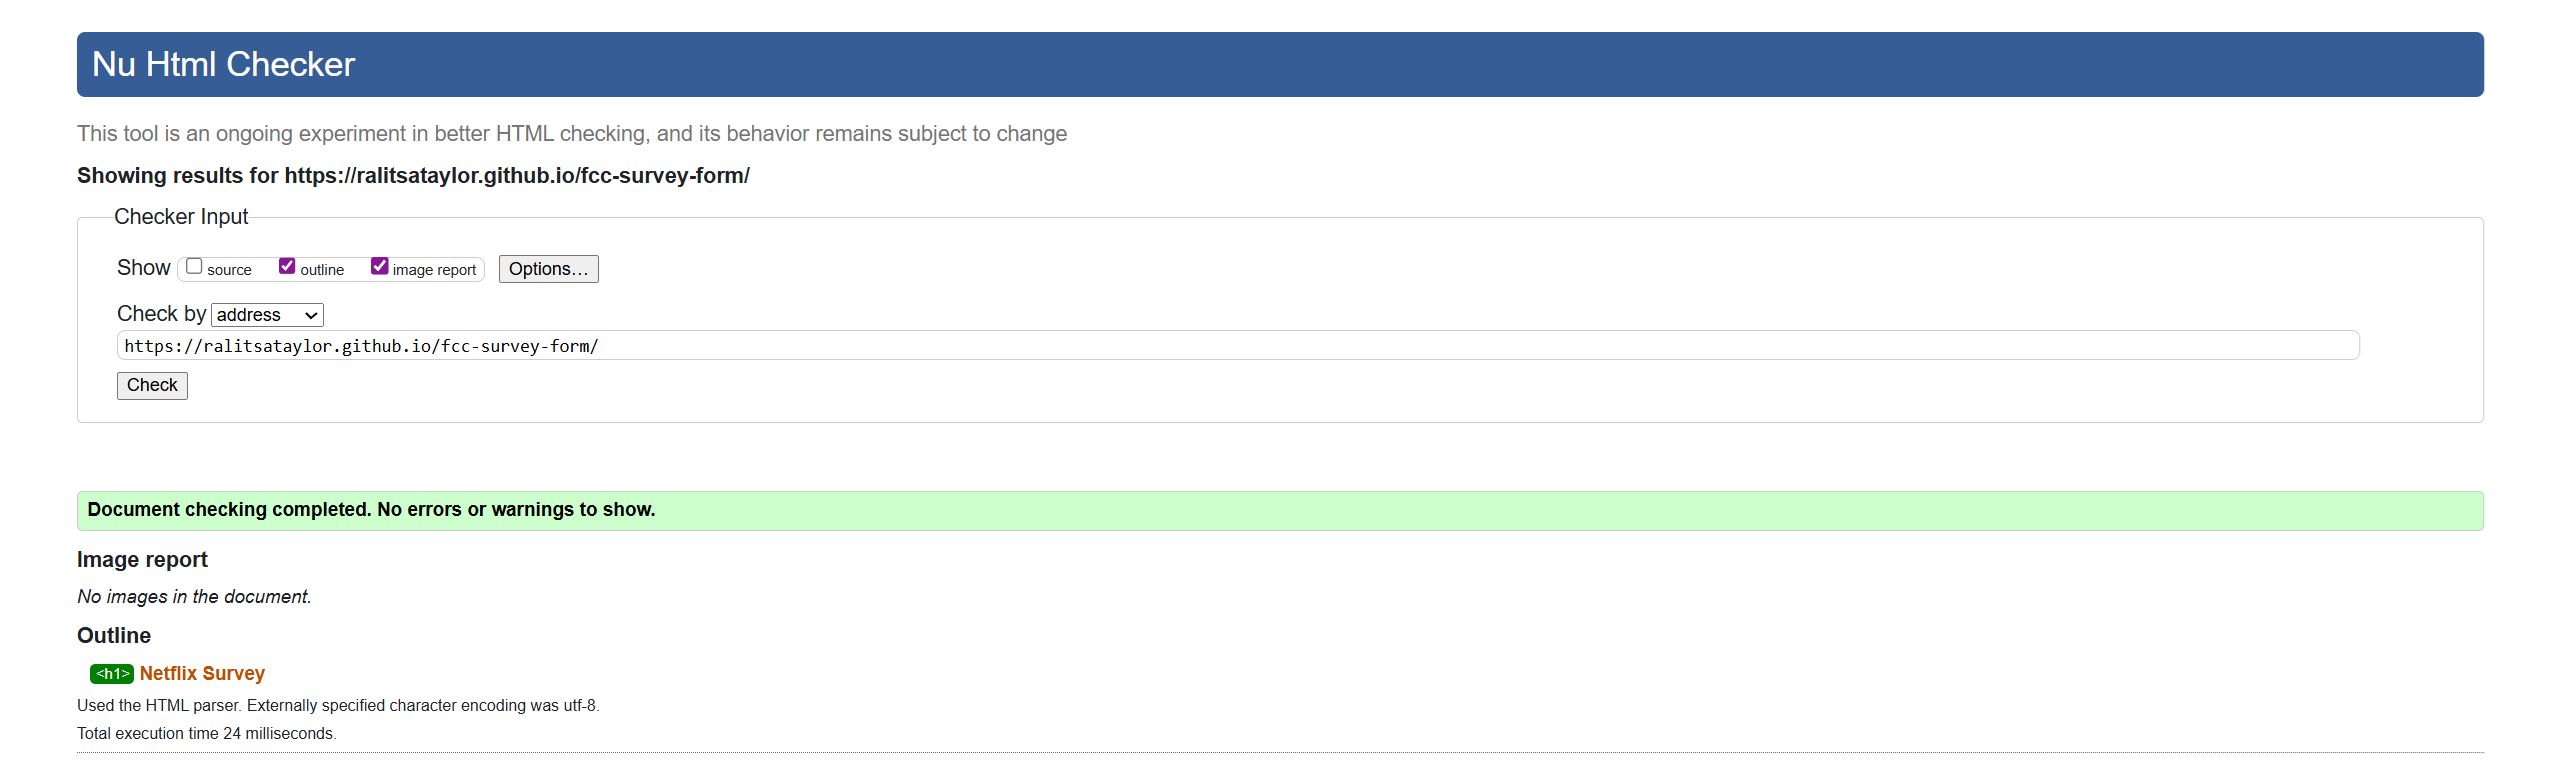 Nu Html Checker
This tool is an ongoing experiment in better HTML checking, and its behavior remains subject to change
Showing results for https://ralitsataylor.github.io/fcc-survey-form/
Checker Input
Show source outline image report Options...
Check by address
https://ralitsataylor.github.io/fcc-survey-form/
Check
Document checking completed. No errors or warnings to show.
Image report
No images in the document.
Outline
<h1> Netflix Survey
Used the HTML parser. Externally specified character encoding was utf-8.
Total execution time 24 milliseconds.